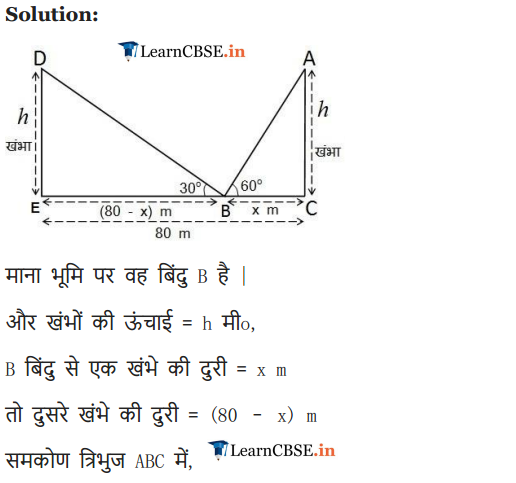 Solution:
LearnCBSE.in
D A
h h
खंभा खंभा
30° 60°
E (80 - x) m B x m C
80 m
माना भूमि पर वह बिंदु B है |
और खंभों की ऊंचाई = h मी०,
B बिंदु से एक खंभे की दुरी = x m
तो दुसरे खंभे की दुरी = (80 - x) m
समकोण त्रिभुज ABC में, LearnCBSE.in